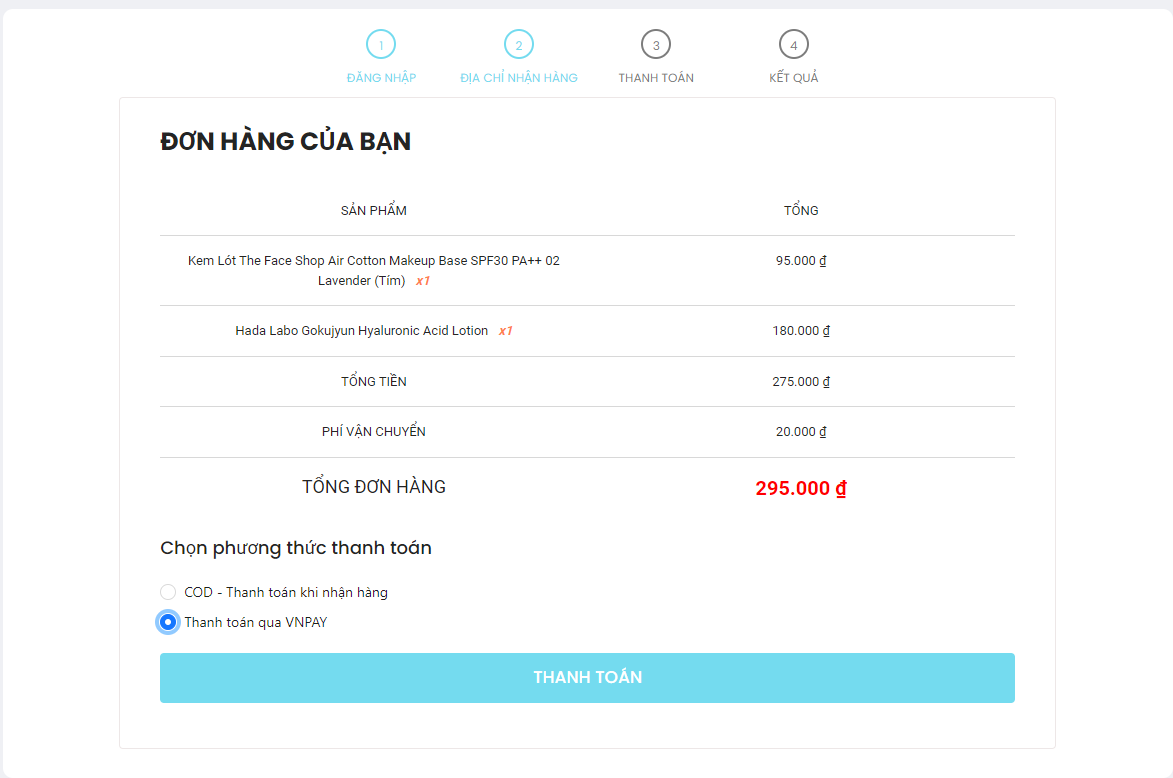 1
2
3
4
ĐĂNG NHẬP
ĐỊA CHỈ NHẬN HÀNG
THANH TOÁN
KẾT QUẢ
ĐƠN HÀNG CỦA BẠN
SẢN PHẨM TỔNG
Kem Lót The Face Shop Air Cotton Makeup Base SPF30 PA++ 02 95.000 ₫
Lavender (Tím) x1
Hada Labo Gokujyun Hyaluronic Acid Lotion x1 180.000 ₫
TỔNG TIỀN 275.000 ₫
PHÍ VẬN CHUYỂN 20.000 ₫
TỔNG ĐƠN HÀNG 295.000 ₫
Chọn phương thức thanh toán
COD - Thanh toán khi nhận hàng
Thanh toán qua VNPAY
THANH TOÁN